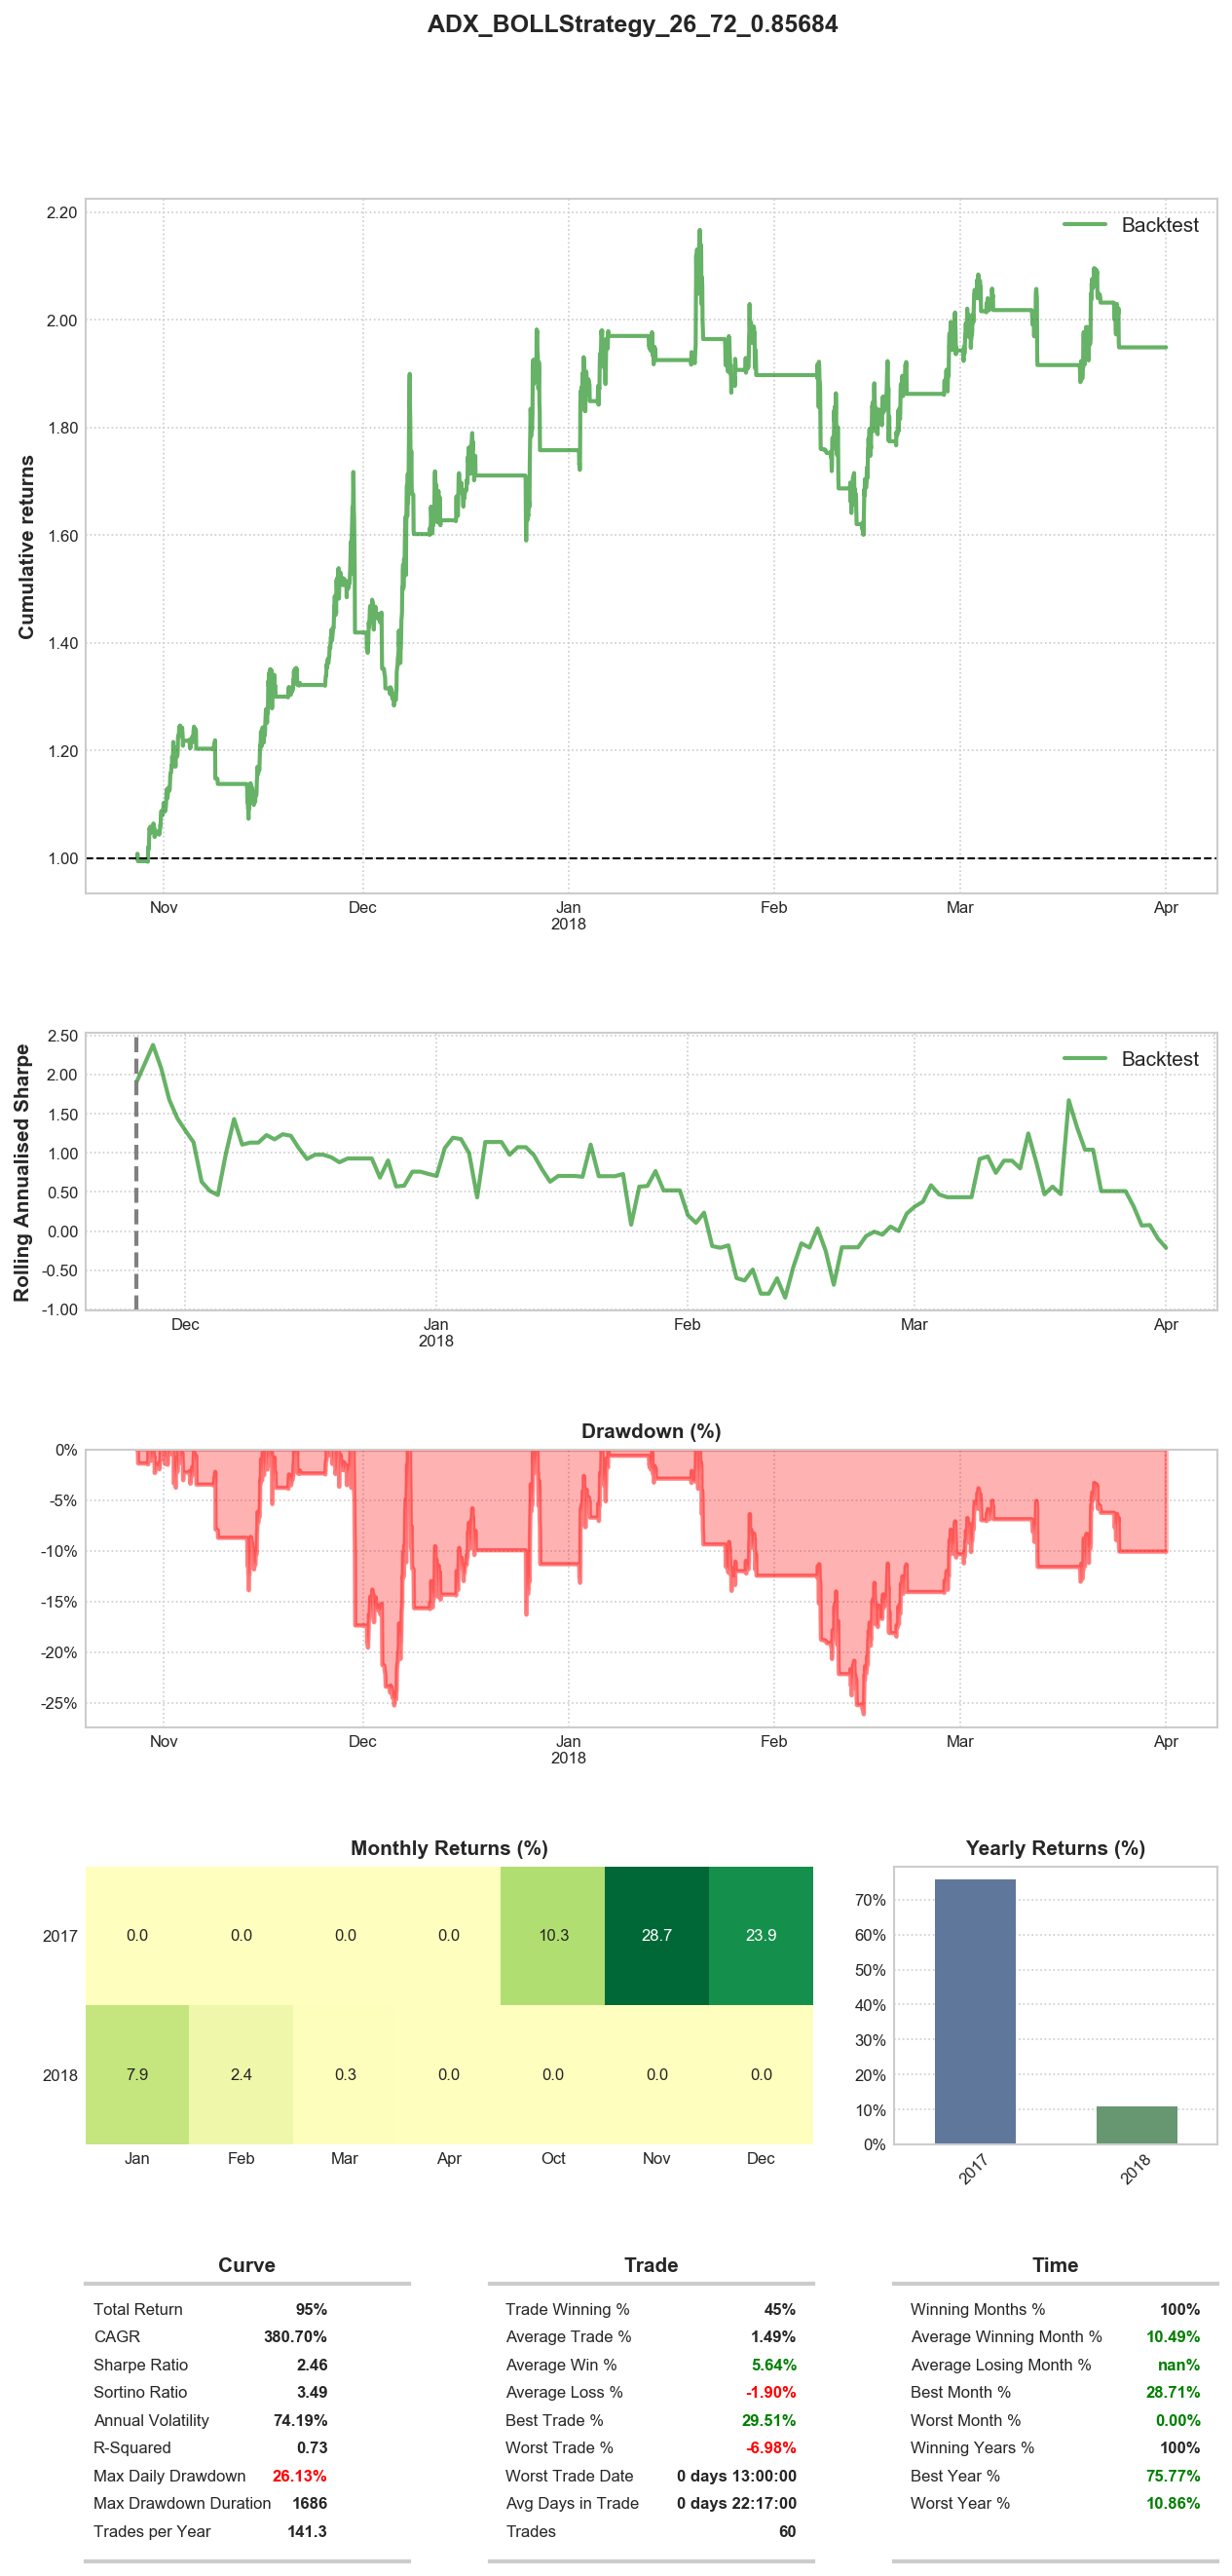 ADX_BOLLStrategy_26_72_0.85684
Cumulative returns
2.20
2.00
1.80
1.60
1.40
1.20
1.00
Backtest
Nov Dec Jan Feb Mar Apr
2018
Rolling Annualised Sharpe
2.50
2.00
1.50
1.00
0.50
0.00
-0.50
-1.00
Backtest
Dec Jan Feb Mar Apr
2018
Drawdown (%)
0%
-5%
-10%
-15%
-20%
-25%
Nov Dec Jan Feb Mar Apr
2018
Monthly Returns (%)
2017 0.0 0.0 0.0 0.0 10.3 28.7 23.9
2018 7.9 2.4 0.3 0.0 0.0 0.0 0.0
Jan Feb Mar Apr Oct Nov Dec
Yearly Returns (%)
70%
60%
50%
40%
30%
20%
10%
0%
2017 2018
Curve
Total Return 95%
CAGR 380.70%
Sharpe Ratio 2.46
Sortino Ratio 3.49
Annual Volatility 74.19%
R-Squared 0.73
Max Daily Drawdown 26.13%
Max Drawdown Duration 1686
Trades per Year 141.3
Trade
Trade Winning % 45%
Average Trade % 1.49%
Average Win % 5.64%
Average Loss % -1.90%
Best Trade % 29.51%
Worst Trade % -6.98%
Worst Trade Date 0 days 13:00:00
Avg Days in Trade 0 days 22:17:00
Trades 60
Time
Winning Months % 100%
Average Winning Month % 10.49%
Average Losing Month % nan%
Best Month % 28.71%
Worst Month % 0.00%
Winning Years % 100%
Best Year % 75.77%
Worst Year % 10.86%